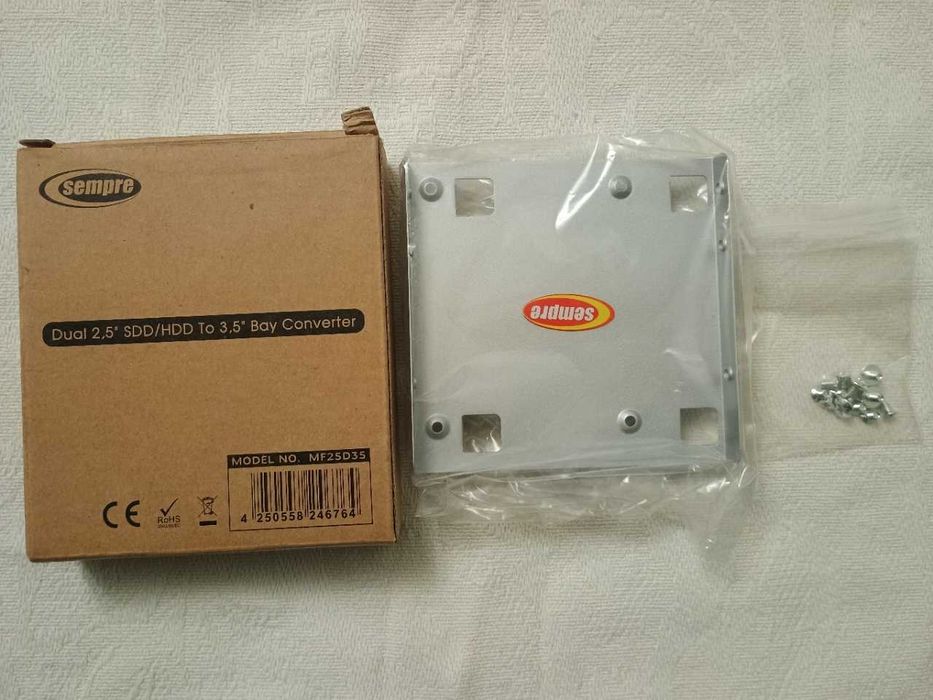 sempre
Dual 2,5" SDD/HDD To 3,5" Bay Converter
MODEL NO. MF25D35
4 250558 246764
RoHS
sempre